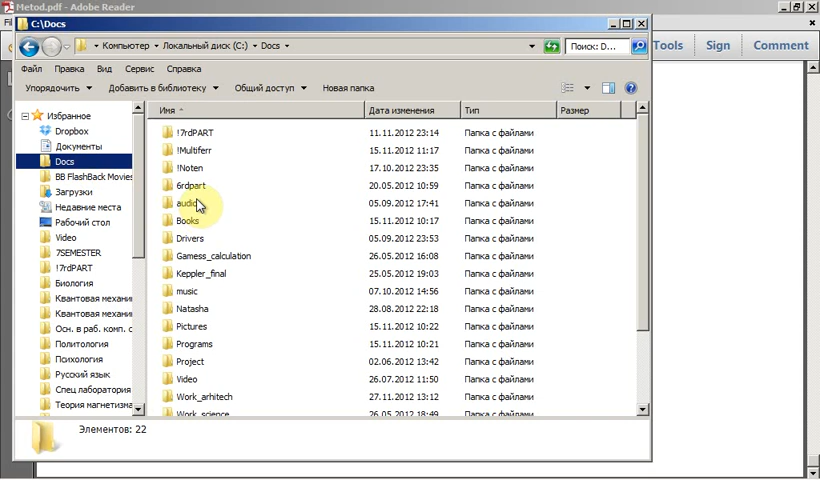 Metod.pdf - Adobe Reader
C:\Docs
Компьютер Локальный диск (C:) Docs
Поиск: D...
Tools Sign Comment
Файл Правка Вид Сервис Справка
Упорядочить Добавить в библиотеку Общий доступ Новая папка
Избранное
Dropbox
Документы
Docs
BB FlashBack Movies
Загрузки
Недавние места
Рабочий стол
Video
7SEMESTER
!7rdPART
Биология
Квантовая механи
Квантовая механи
Осн. в раб. комп. с
Политология
Психология
Русский язык
Спец лаборатория
Теория магнетизма
Имя Дата изменения Тип Размер
!7rdPART 11.11.2012 23:14 Папка с файлами
!Multiferr 15.11.2012 11:17 Папка с файлами
!Noten 17.10.2012 23:35 Папка с файлами
6rdpart 20.05.2012 10:59 Папка с файлами
audio 05.09.2012 17:41 Папка с файлами
Books 15.11.2012 10:17 Папка с файлами
Drivers 05.09.2012 23:53 Папка с файлами
Gamess_calculation 26.05.2012 16:08 Папка с файлами
Keppler_final 25.05.2012 19:03 Папка с файлами
music 07.10.2012 14:56 Папка с файлами
Natasha 28.08.2012 22:18 Папка с файлами
Pictures 15.11.2012 10:22 Папка с файлами
Programs 15.11.2012 10:21 Папка с файлами
Project 02.06.2012 13:42 Папка с файлами
Video 26.07.2012 11:50 Папка с файлами
Work_arhitech 27.11.2012 13:12 Папка с файлами
Work_science 26.05.2012 18:49 Папка с файлами
Элементов: 22